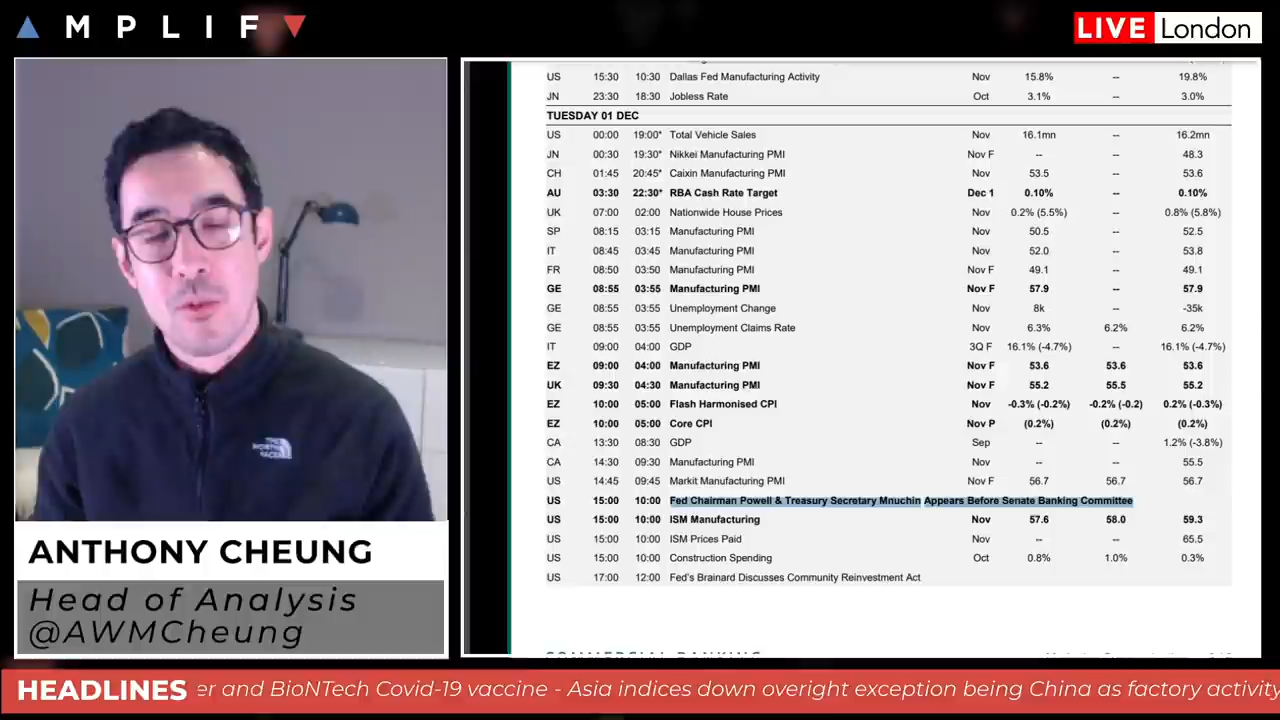 AMPLIFY
LIVE London
US 15:30 10:30 Dallas Fed Manufacturing Activity Nov 15.8% -- 19.8%
JN 23:30 18:30 Jobless Rate Oct 3.1% -- 3.0%
TUESDAY 01 DEC
US 00:00 19:00* Total Vehicle Sales Nov 16.1mn -- 16.2mn
JN 00:30 19:30* Nikkei Manufacturing PMI Nov F -- -- 48.3
CH 01:45 20:45* Caixin Manufacturing PMI Nov 53.5 -- 53.6
AU 03:30 22:30* RBA Cash Rate Target Dec 1 0.10% -- 0.10%
UK 07:00 02:00 Nationwide House Prices Nov 0.2% (5.5%) -- 0.8% (5.8%)
SP 08:15 03:15 Manufacturing PMI Nov 50.5 -- 52.5
IT 08:45 03:45 Manufacturing PMI Nov 52.0 -- 53.8
FR 08:50 03:50 Manufacturing PMI Nov F 49.1 -- 49.1
GE 08:55 03:55 Manufacturing PMI Nov F 57.9 -- 57.9
GE 08:55 03:55 Unemployment Change Nov 8k -- -35k
GE 08:55 03:55 Unemployment Claims Rate Nov 6.3% 6.2% 6.2%
IT 09:00 04:00 GDP 3Q F 16.1% (-4.7%) -- 16.1% (-4.7%)
EZ 09:00 04:00 Manufacturing PMI Nov F 53.6 53.6 53.6
UK 09:30 04:30 Manufacturing PMI Nov F 55.2 55.5 55.2
EZ 10:00 05:00 Flash Harmonised CPI Nov -0.3% (-0.2%) -0.2% (-0.2) 0.2% (-0.3%)
EZ 10:00 05:00 Core CPI Nov P (0.2%) (0.2%) (0.2%)
CA 13:30 08:30 GDP Sep -- -- 1.2% (-3.8%)
CA 14:30 09:30 Manufacturing PMI Nov -- -- 55.5
US 14:45 09:45 Markit Manufacturing PMI Nov F 56.7 56.7 56.7
US 15:00 10:00 Fed Chairman Powell & Treasury Secretary Mnuchin Appears Before Senate Banking Committee
US 15:00 10:00 ISM Manufacturing Nov 57.6 58.0 59.3
US 15:00 10:00 ISM Prices Paid Nov -- -- 65.5
US 15:00 10:00 Construction Spending Oct 0.8% 1.0% 0.3%
US 17:00 12:00 Fed's Brainard Discusses Community Reinvestment Act
THE NORTH FACE
ANTHONY CHEUNG
Head of Analysis
@AWMCheung
HEADLINES er and BioNTech Covid-19 vaccine - Asia indices down overight exception being China as factory activity